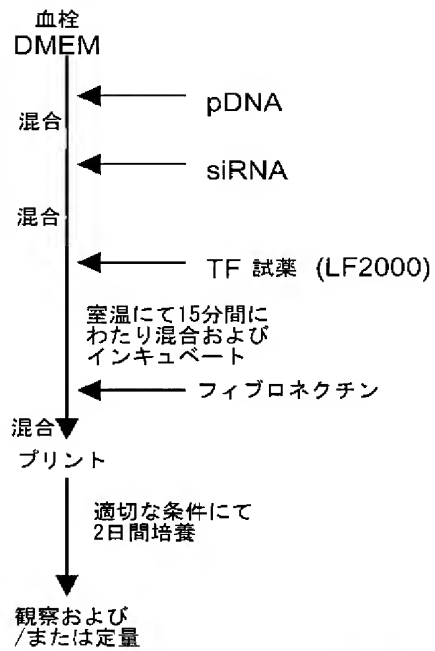 血栓
DMEM
pDNA
混合
siRNA
混合
TF 試薬 (LF2000)
室温にて15分間に
わたり混合および
インキュベート
フィブロネクチン
混合
プリント
適切な条件にて
2日間培養
観察および
/または定量